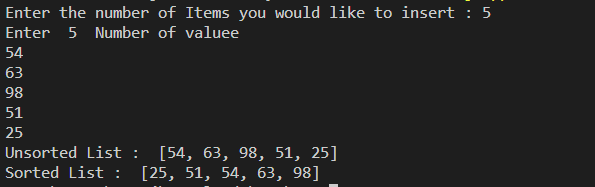 Enter the number of Items you would like to insert : 5
Enter  5  Number of valuee
54
63
98
51
25
Unsorted List :  [54, 63, 98, 51, 25]
Sorted List :  [25, 51, 54, 63, 98]